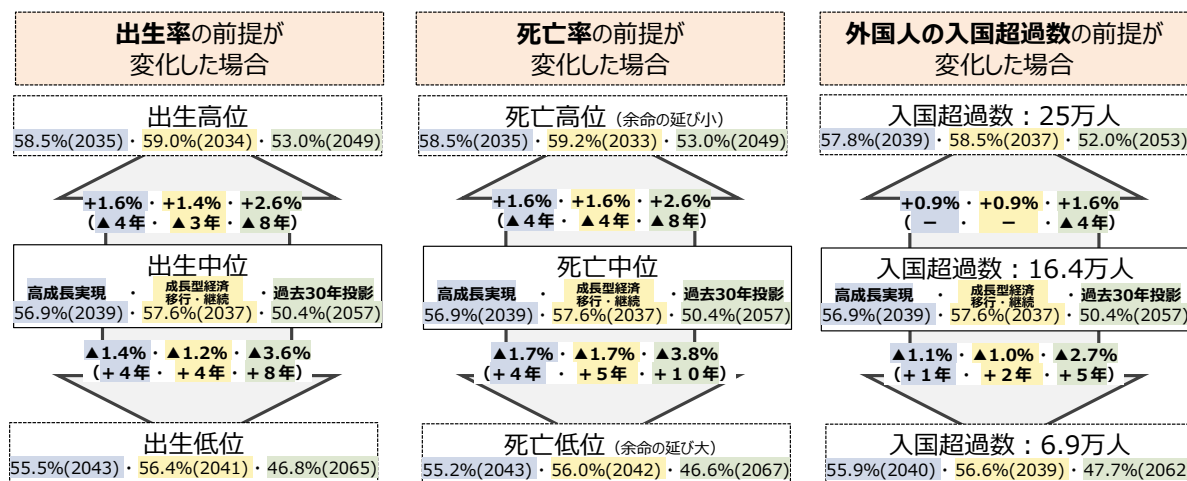 出生率の前提が
変化した場合
出生高位
58.5%(2035)・59.0%(2034)・53.0%(2049)
+1.6%・+1.4%・+2.6%
(▲4年・▲3年・▲8年)
出生中位
高成長実現・成長型経済移行・継続・過去30年投影
56.9%(2039)・57.6%(2037)・50.4%(2057)
▲1.4%・▲1.2%・▲3.6%
(+4年・+4年・+8年)
出生低位
55.5%(2043)・56.4%(2041)・46.8%(2065)
死亡率の前提が
変化した場合
死亡高位(余命の延び小)
58.5%(2035)・59.2%(2033)・53.0%(2049)
+1.6%・+1.6%・+2.6%
(▲4年・▲4年・▲8年)
死亡中位
高成長実現・成長型経済移行・継続・過去30年投影
56.9%(2039)・57.6%(2037)・50.4%(2057)
▲1.7%・▲1.7%・▲3.8%
(+4年・+5年・+10年)
死亡低位(余命の延び大)
55.2%(2043)・56.0%(2042)・46.6%(2067)
外国人の入国超過数の前提が
変化した場合
入国超過数:25万人
57.8%(2039)・58.5%(2037)・52.0%(2053)
+0.9%・+0.9%・+1.6%
(-・-・▲4年)
入国超過数:16.4万人
高成長実現・成長型経済移行・継続・過去30年投影
56.9%(2039)・57.6%(2037)・50.4%(2057)
▲1.1%・▲1.0%・▲2.7%
(+1年・+2年・+5年)
入国超過数:6.9万人
55.9%(2040)・56.6%(2039)・47.7%(2062